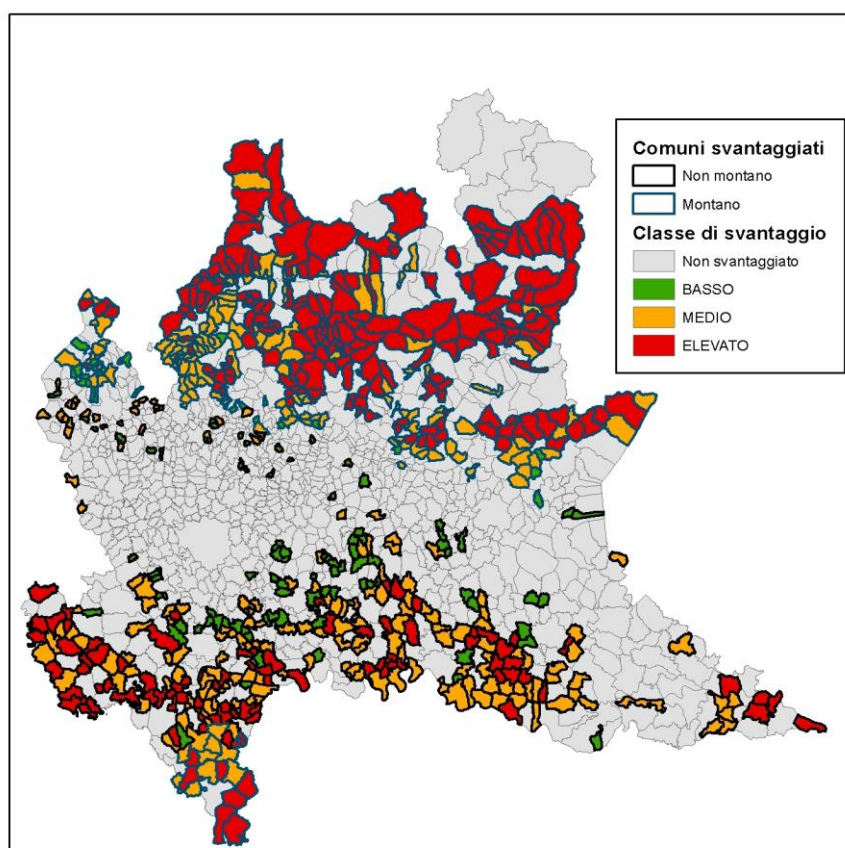 Comuni svantaggiati
Non montano
Montano
Classe di svantaggio
Non svantaggiato
BASSO
MEDIO
ELEVATO